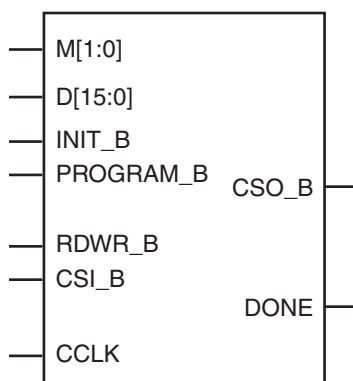 M[1:0]
D[15:0]
INIT_B
PROGRAM_B
CSO_B
RDWR_B
CSI_B
DONE
CCLK